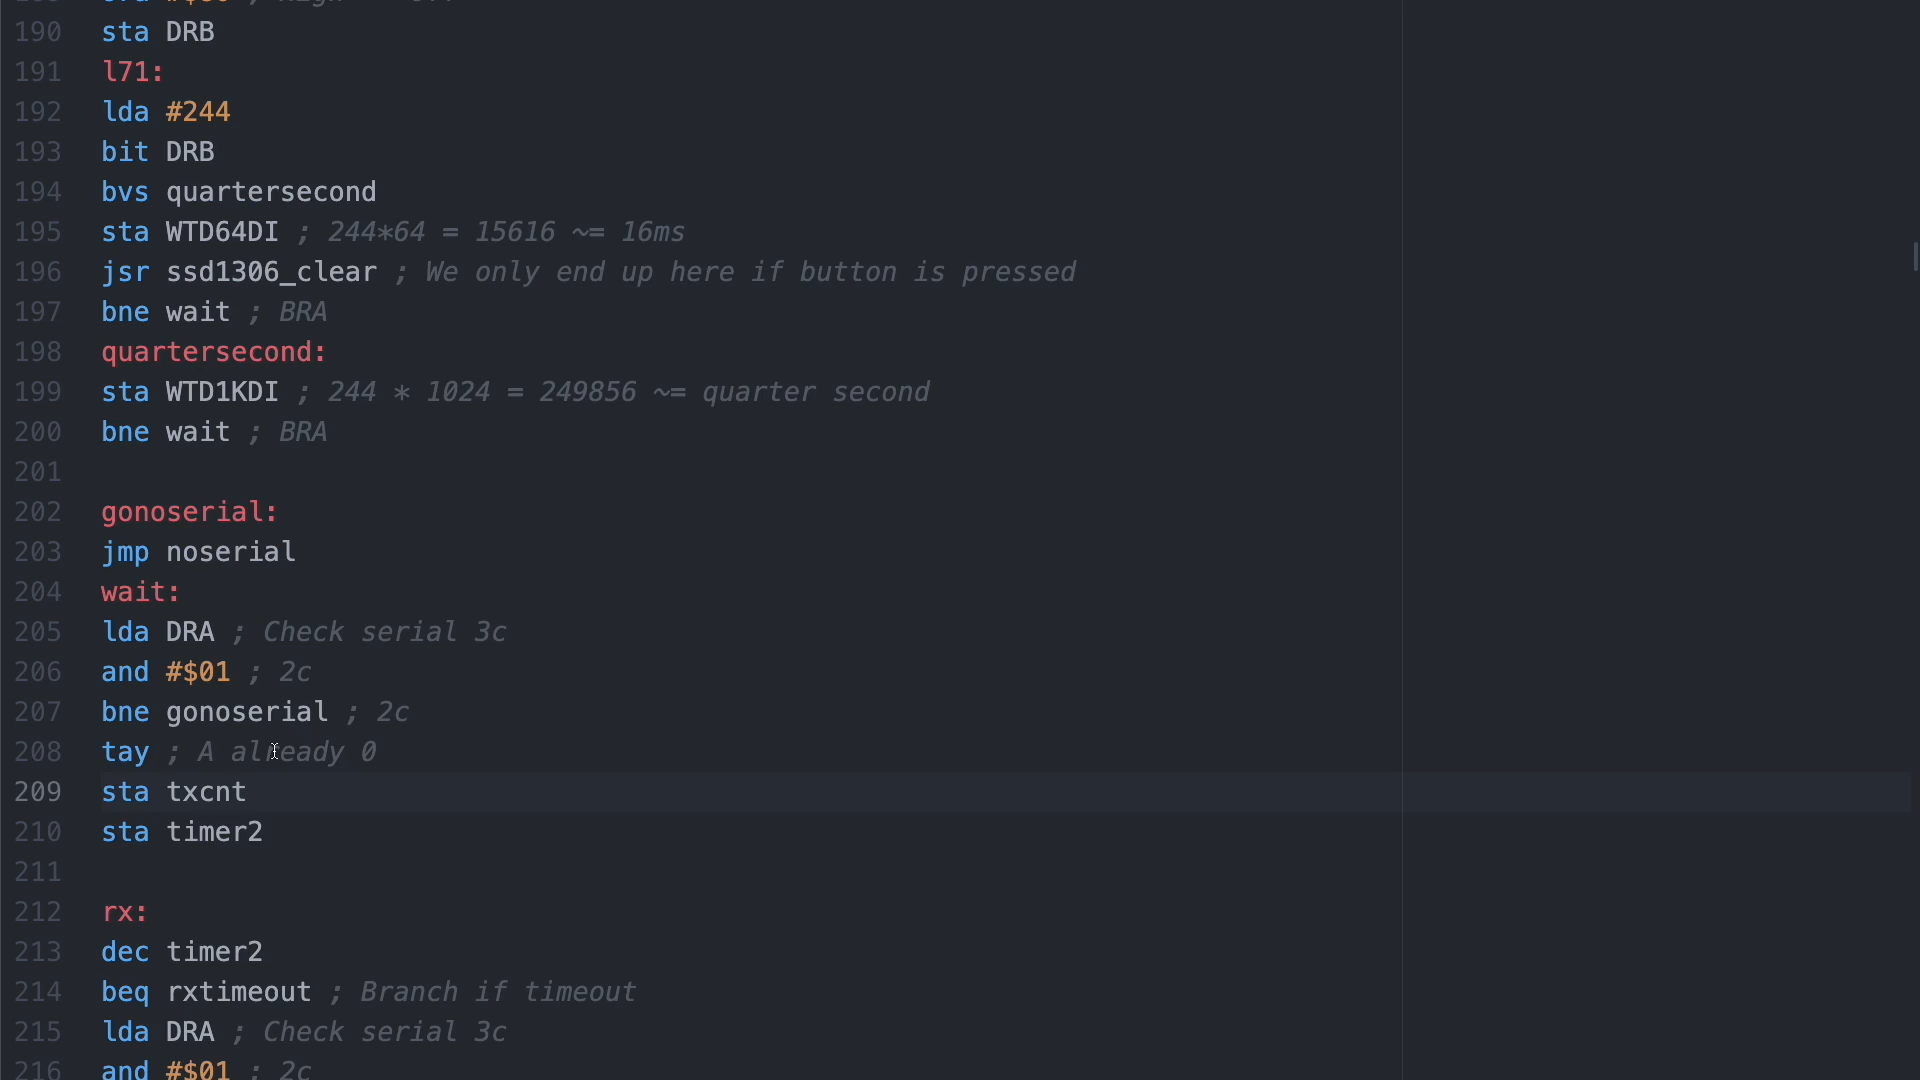 190 sta DRB
191 l71:
192 lda #244
193 bit DRB
194 bvs quartersecond
195 sta WTD64DI ; 244*64 = 15616 ~= 16ms
196 jsr ssd1306_clear ; We only end up here if button is pressed
197 bne wait ; BRA
198 quartersecond:
199 sta WTD1KDI ; 244 * 1024 = 249856 ~= quarter second
200 bne wait ; BRA
201
202 gonoserial:
203 jmp noserial
204 wait:
205 lda DRA ; Check serial 3c
206 and #$01 ; 2c
207 bne gonoserial ; 2c
208 tay ; A already 0
209 sta txcnt
210 sta timer2
211
212 rx:
213 dec timer2
214 beq rxtimeout ; Branch if timeout
215 lda DRA ; Check serial 3c
216 and #$01 ; 2c